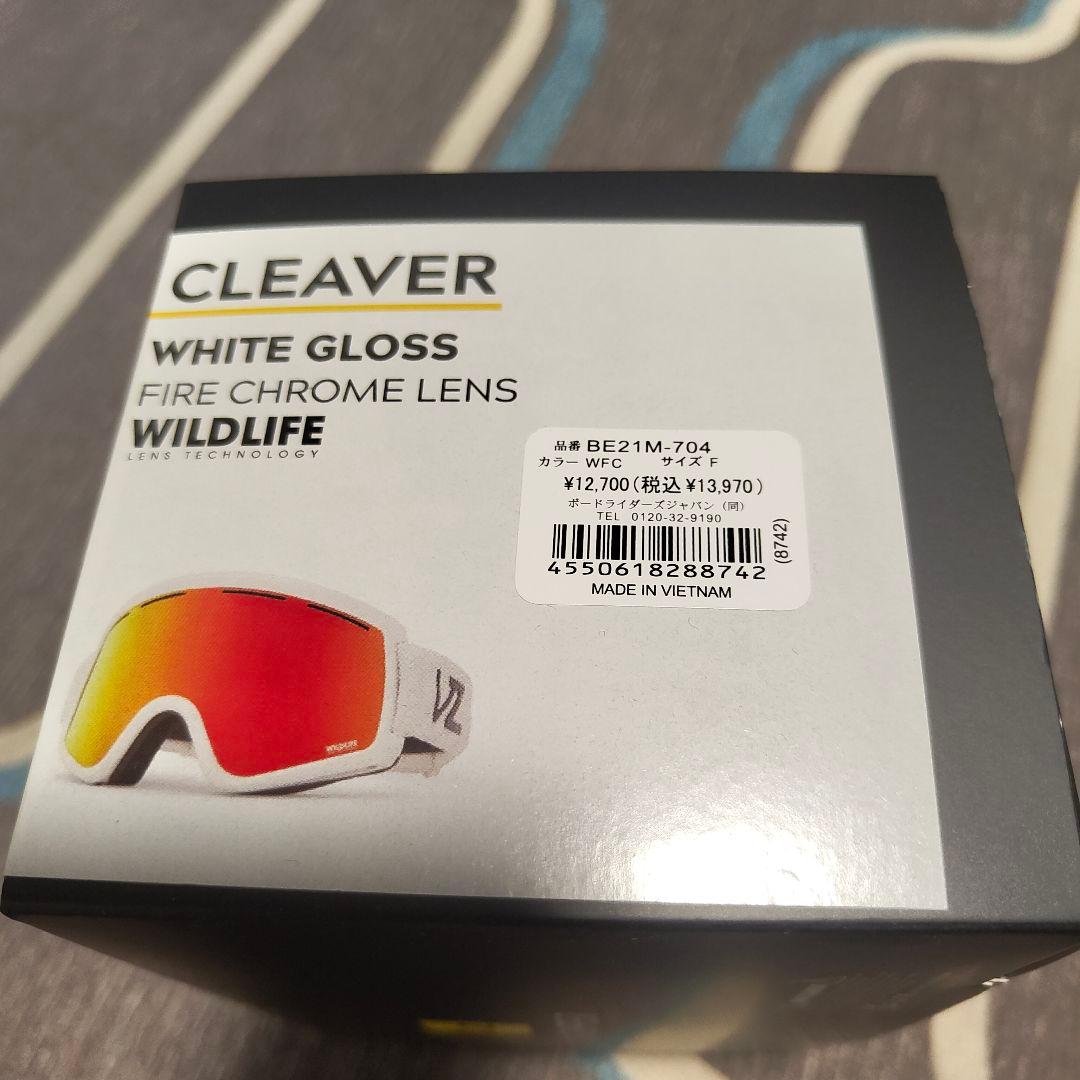 CLEAVER
WHITE GLOSS
FIRE CHROME LENS
WILDLIFE
LENS TECHNOLOGY
品番 BE21M-704
カラー WFC サイズ F
¥12,700(税込¥13,970)
ボードライダーズジャパン(同)
TEL 0120-32-9190
(8742)
4550618288742
MADE IN VIETNAM
VZ
WILDLIFE